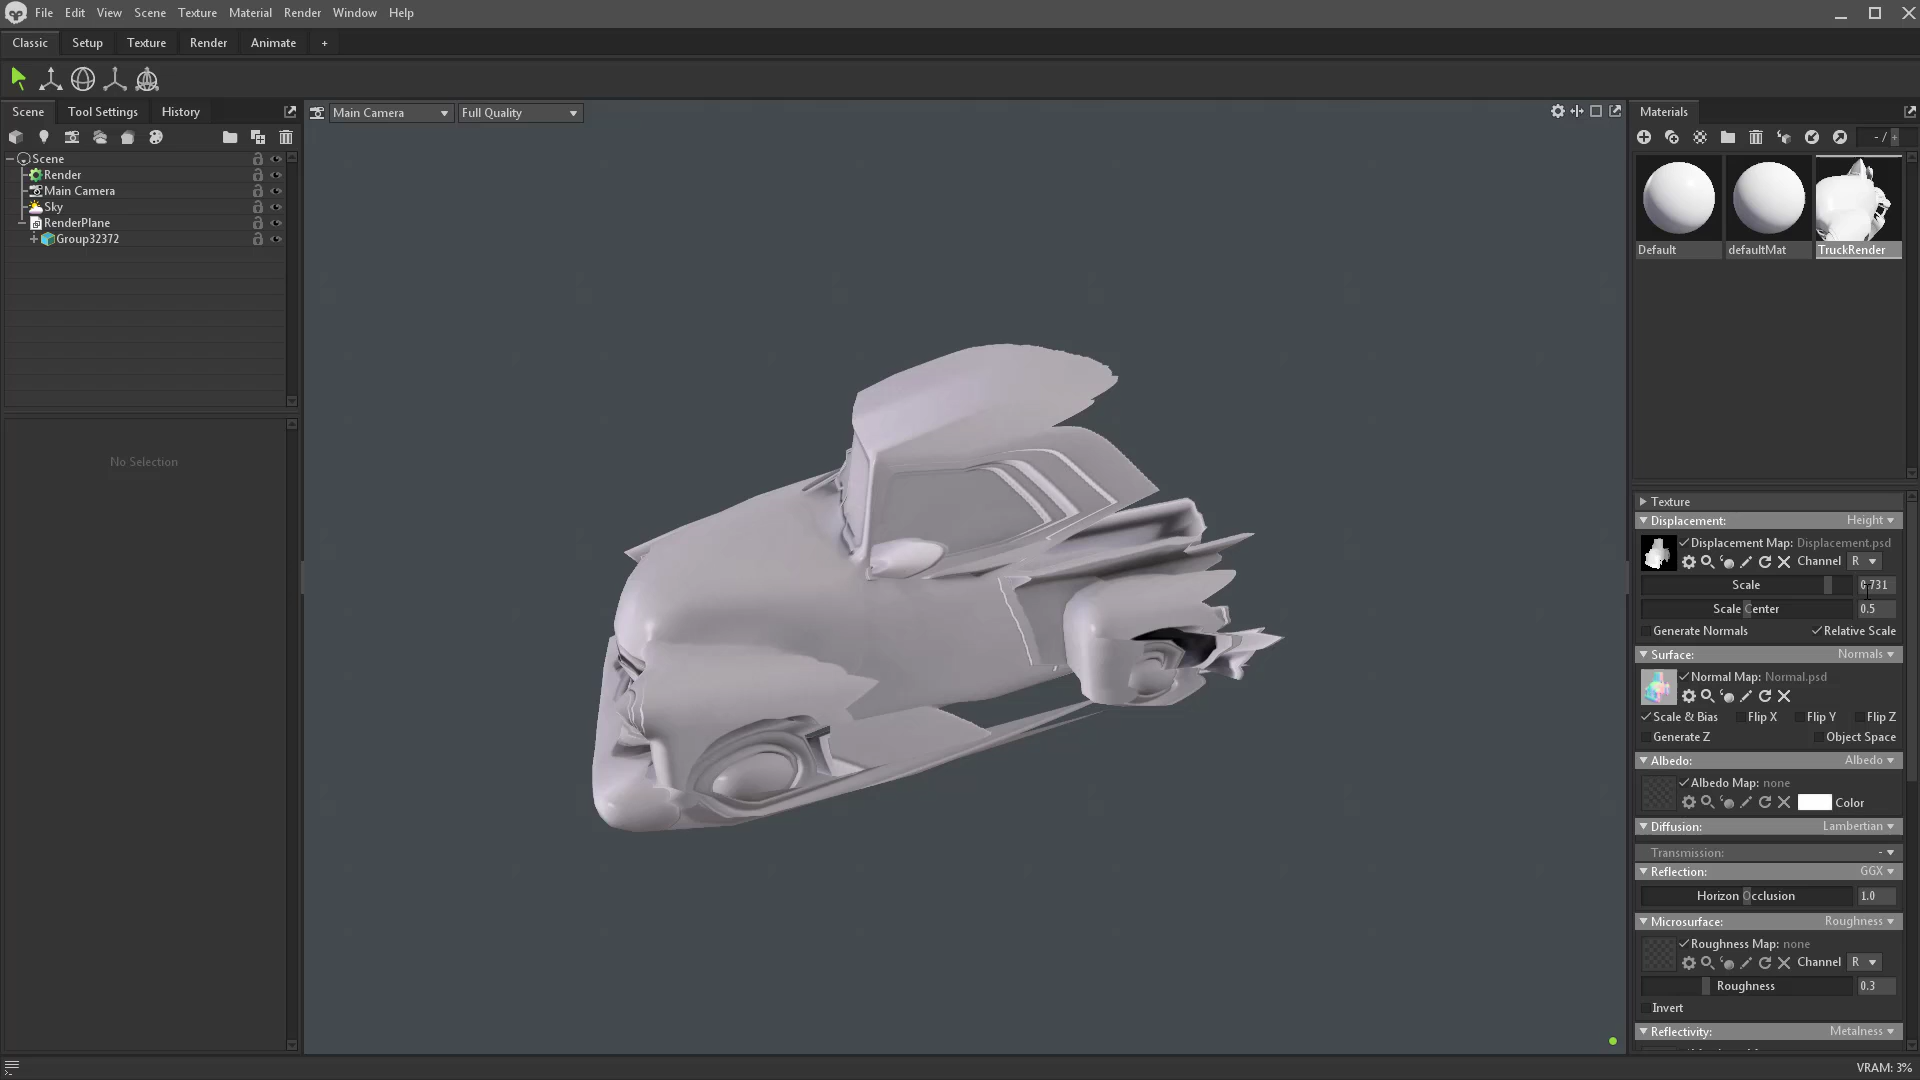 File Edit View Scene Texture Material Render Window Help
Classic Setup Texture Render Animate +
Scene Tool Settings History
Main Camera Full Quality
Materials
- /
Scene
Render
Main Camera
Sky
RenderPlane
Group32372
Default defaultMat TruckRender
No Selection
Texture
Displacement: Height
Displacement Map: Displacement.psd
Channel R
Scale 0.731
Scale Center 0.5
Generate Normals Relative Scale
Surface: Normals
Normal Map: Normal.psd
Scale & Bias Flip X Flip Y Flip Z
Generate Z Object Space
Albedo: Albedo
Albedo Map: none
Color
Diffusion: Lambertian
Transmission: -
Reflection: GGX
Horizon Occlusion 1.0
Microsurface: Roughness
Roughness Map: none
Channel R
Roughness 0.3
Invert
Reflectivity: Metalness
VRAM: 3%